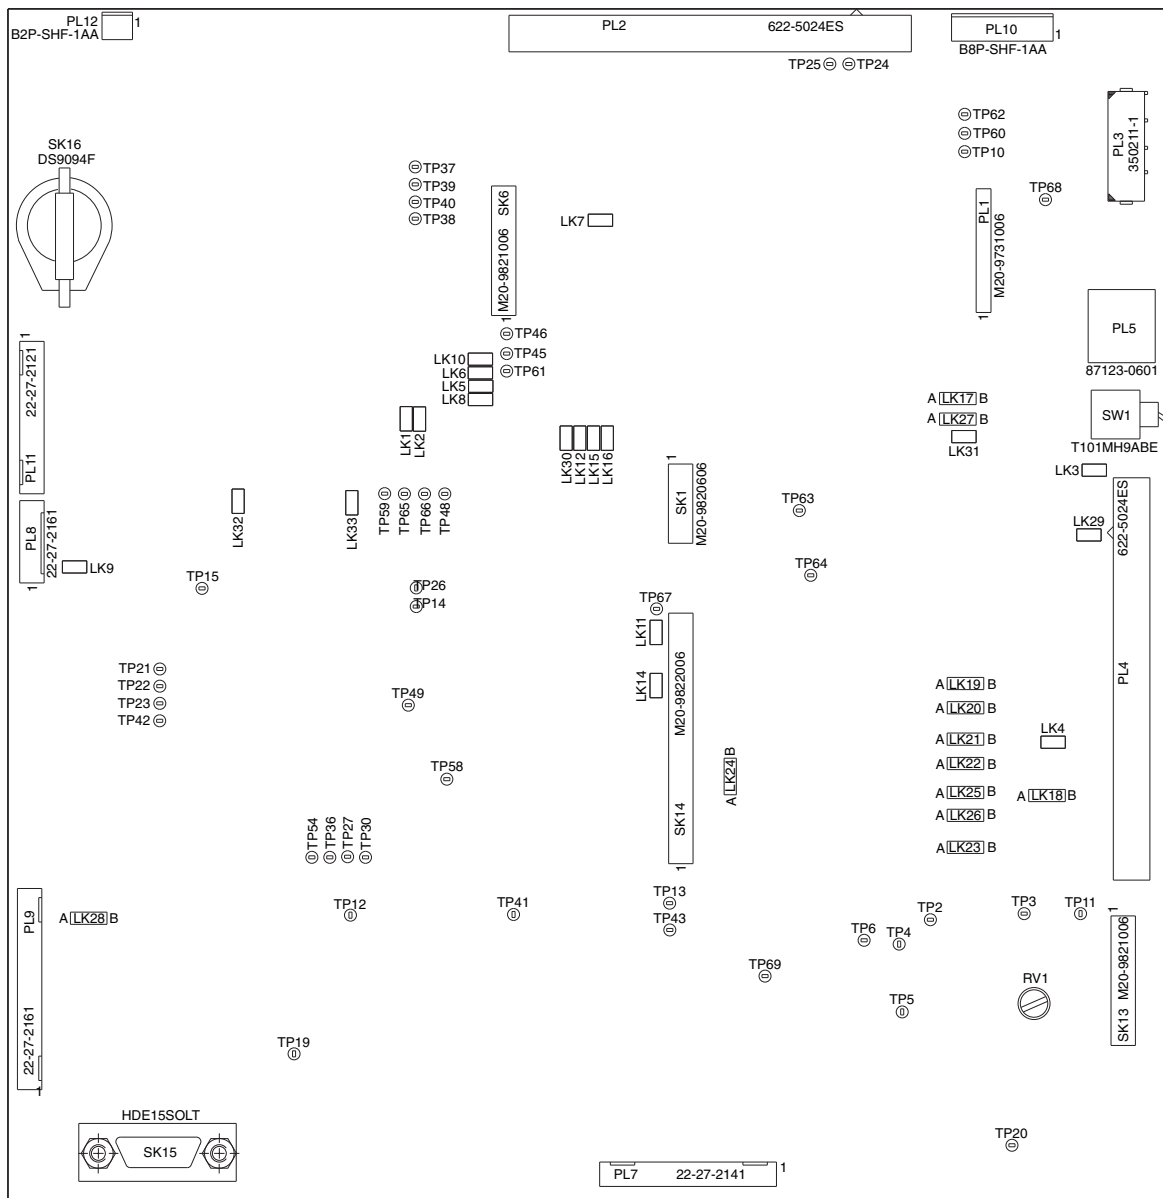 PL12
B2P-SHF-1AA
1
PL2
622-5024ES
PL10
1
B8P-SHF-1AA
TP25
TP24
TP62
TP60
TP10
PL3
350211-1
SK16
DS9094F
TP37
TP39
TP40
TP38
SK6
M20-9821006
1
LK7
TP68
PL1
M20-9731006
1
TP46
TP45
TP61
LK10
LK6
LK5
LK8
PL5
87123-0601
1
22-27-2121
PL11
LK1
LK2
A LK17 B
A LK27 B
LK31
SW1
T101MH9ABE
LK30
LK12
LK15
LK16
1
SK1
M20-9820606
LK3
PL8
22-27-2161
1
LK9
LK32
LK33
TP59
TP65
TP66
TP48
TP63
LK29
622-5024ES
PL4
TP15
TP26
TP14
TP64
TP67
LK11
LK14
M20-9822006
SK14
1
TP21
TP22
TP23
TP42
TP49
TP58
A LK24 B
A LK19 B
A LK20 B
A LK21 B
A LK22 B
A LK25 B
A LK26 B
A LK23 B
LK4
A LK18 B
TP54
TP36
TP27
TP30
PL9
22-27-2161
1
A LK28 B
TP12
TP41
TP13
TP43
TP6
TP4
TP2
TP3
TP11
1
SK13 M20-9821006
TP69
TP5
RV1
TP19
HDE15SOLT
SK15
TP20
PL7
22-27-2141
1